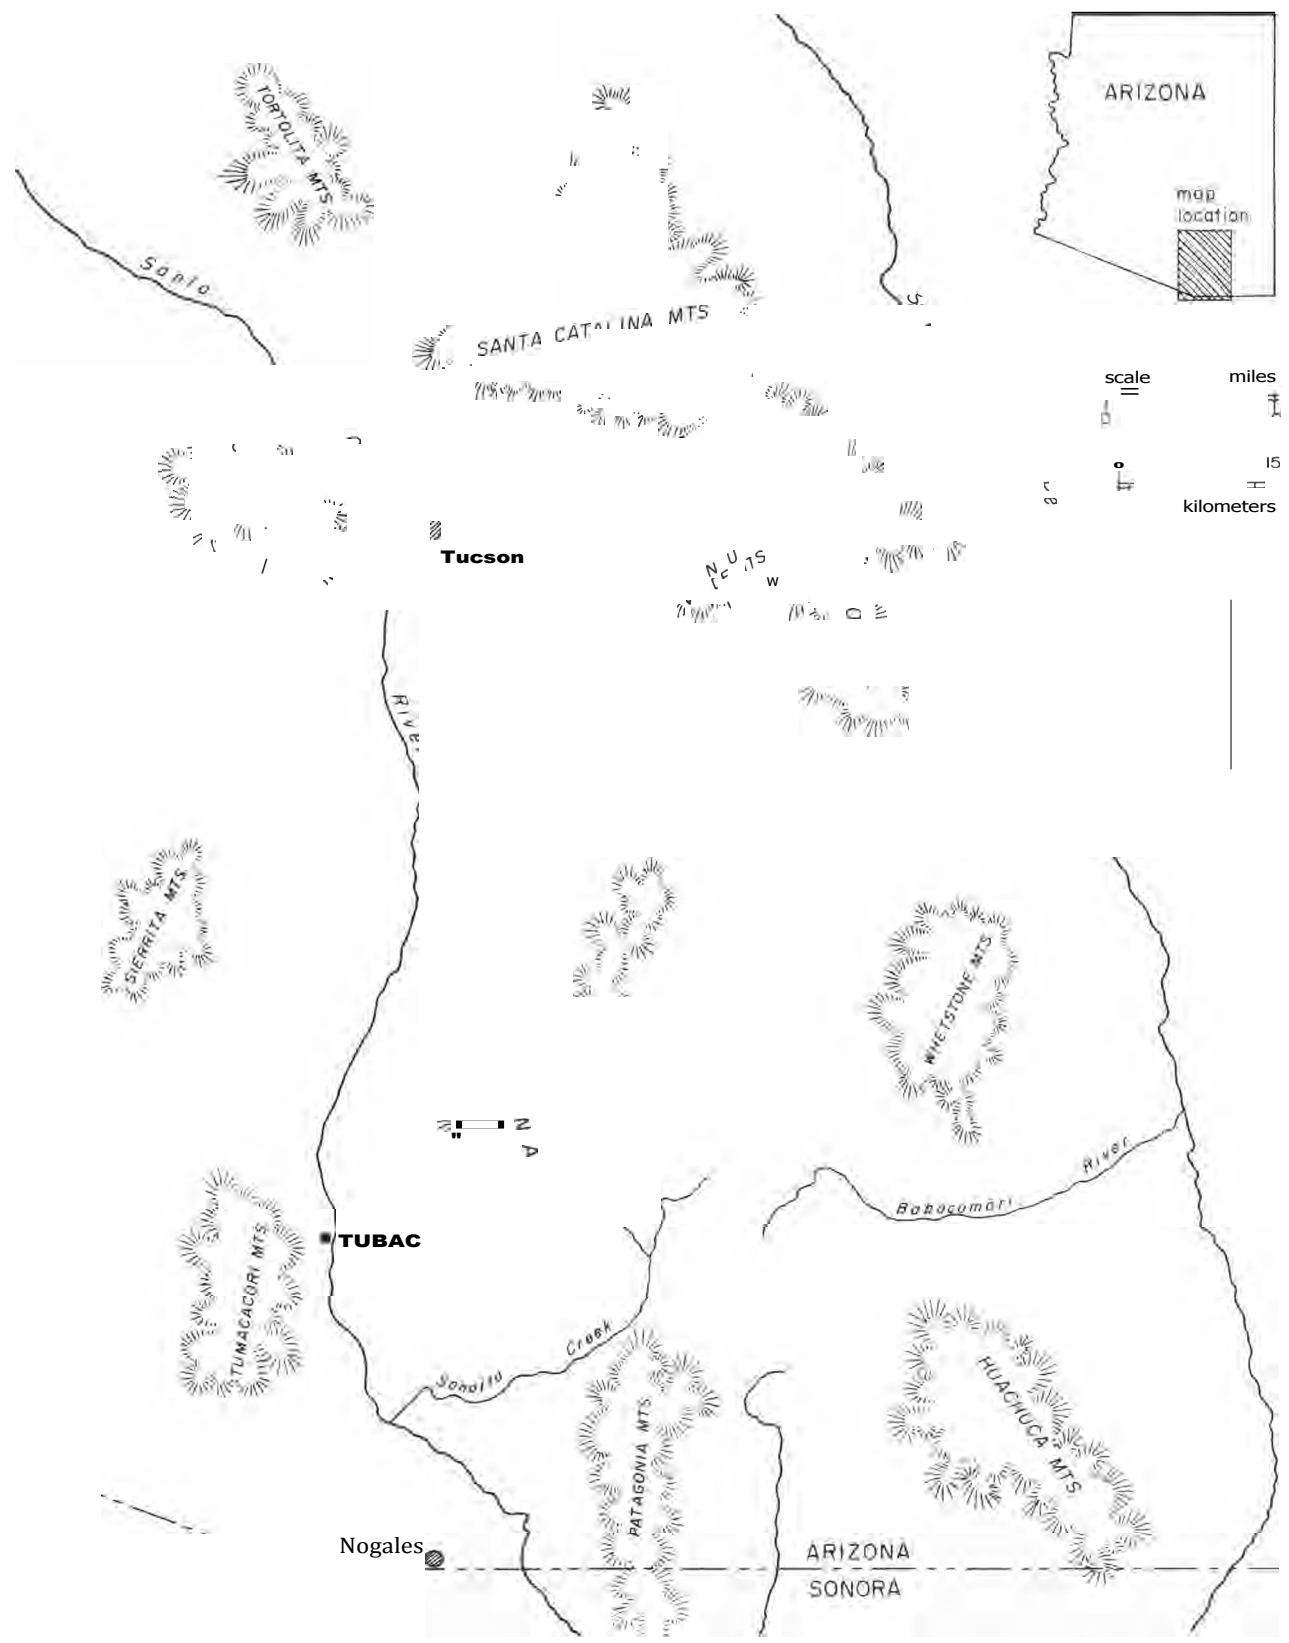 ARIZONA
map
location
TORTOLITA MTS
Santa
SANTA CATALINA MTS
scale
miles
o
15
kilometers
Tucson
W
River
SIERRITA MTS.
WHETSTONE MTS
N
A
Babocomari River
TUBAC
TUMACACORI MTS
Sonoita Creek
HUACHUCA MTS
PATAGONIA MTS.
Nogales
ARIZONA
SONORA